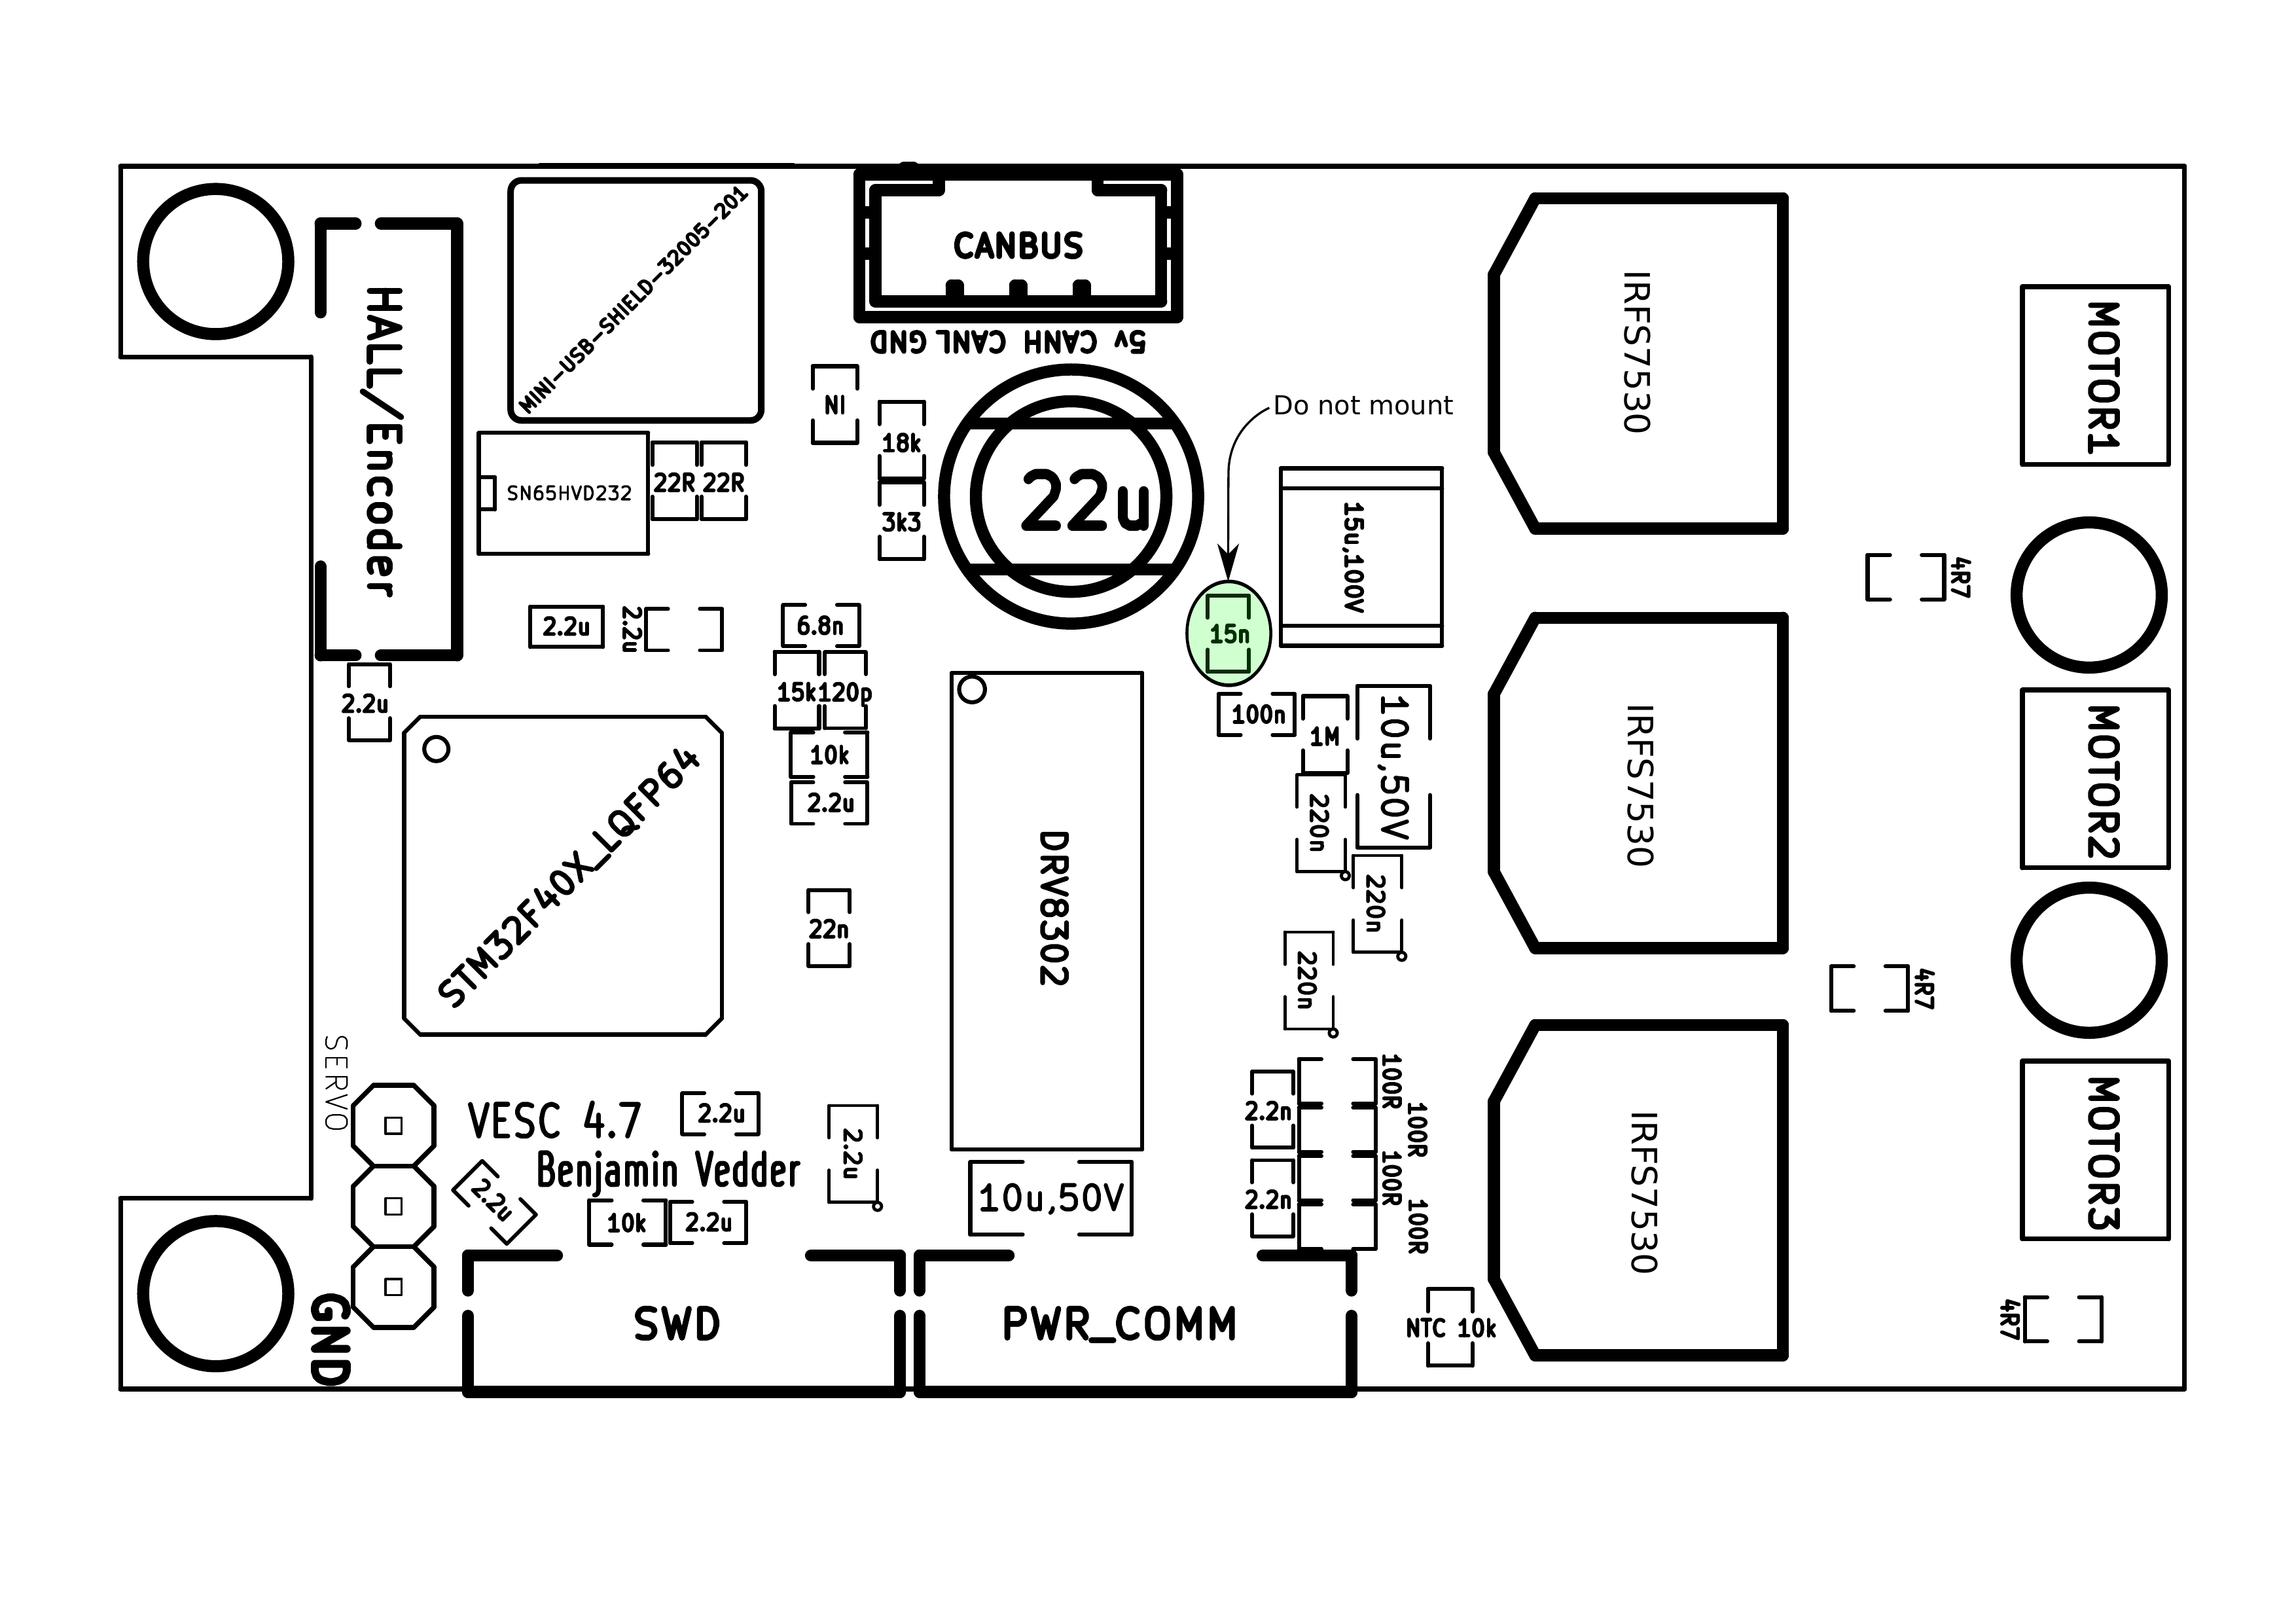 MINI-USB-SHIELD-32005-201
CANBUS
GND CANL CANH 5v
HALL/Encoder
IRFS7530
MOTOR1
NI
18k
Do not mount
SN65HVD232
22R
22R
3k3
22u
15u,100V
4R7
2.2u
2.2u
6.8n
15n
2.2u
15k
120p
100n
1M
10u,50V
IRFS7530
MOTOR2
10k
2.2u
220n
STM32F40X_LQFP64
DRV8302
220n
22n
220n
4R7
SERVO
VESC 4.7
2.2u
2.2u
2.2n
100R
100R
Benjamin Vedder
2.2u
10k
2.2u
10u,50V
2.2n
100R
100R
IRFS7530
MOTOR3
GND
SWD
PWR_COMM
NTC 10k
4R7